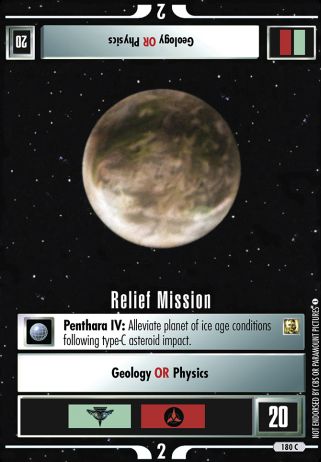 2
20
Geology OR Physics
Relief Mission
Penthara IV: Alleviate planet of ice age conditions
following type-C asteroid impact.
Geology OR Physics
20
2
180 C
NOT ENDORSED BY CBS OR PARAMOUNT PICTURES